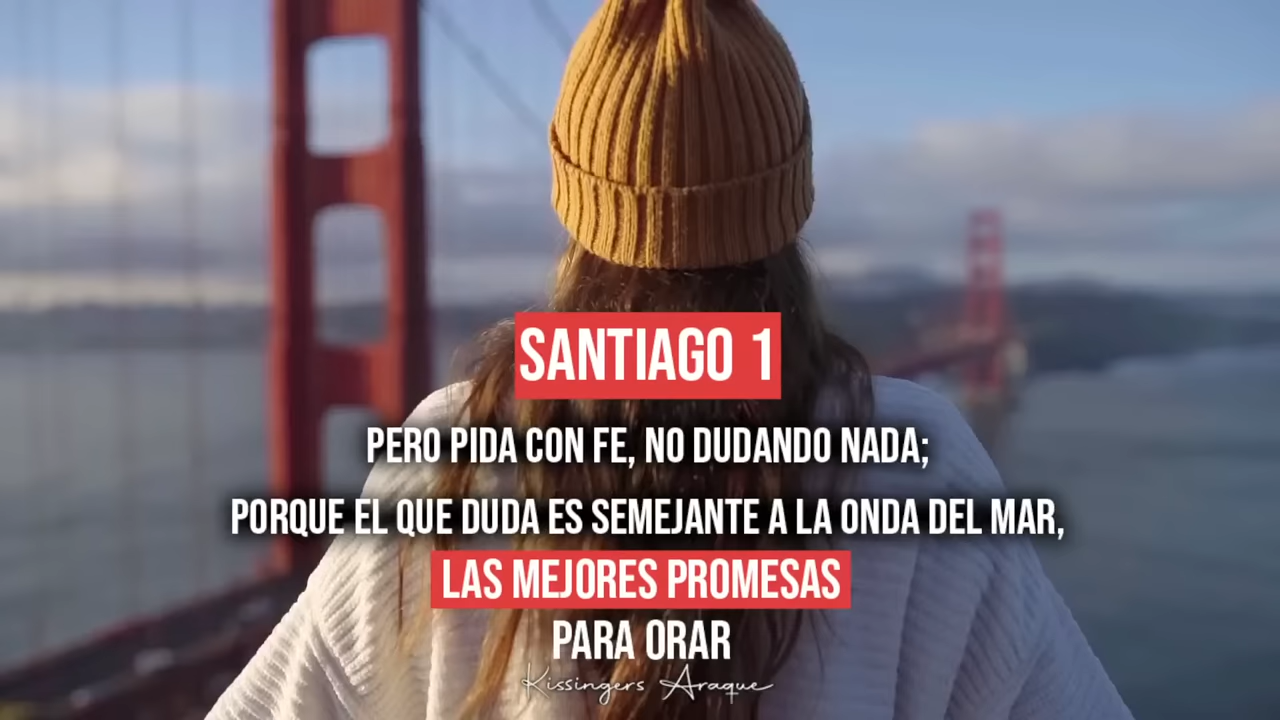 SANTIAGO 1
PERO PIDA CON FE, NO DUDANDO NADA;
PORQUE EL QUE DUDA ES SEMEJANTE A LA ONDA DEL MAR,
LAS MEJORES PROMESAS
PARA ORAR
Kissingers Araque